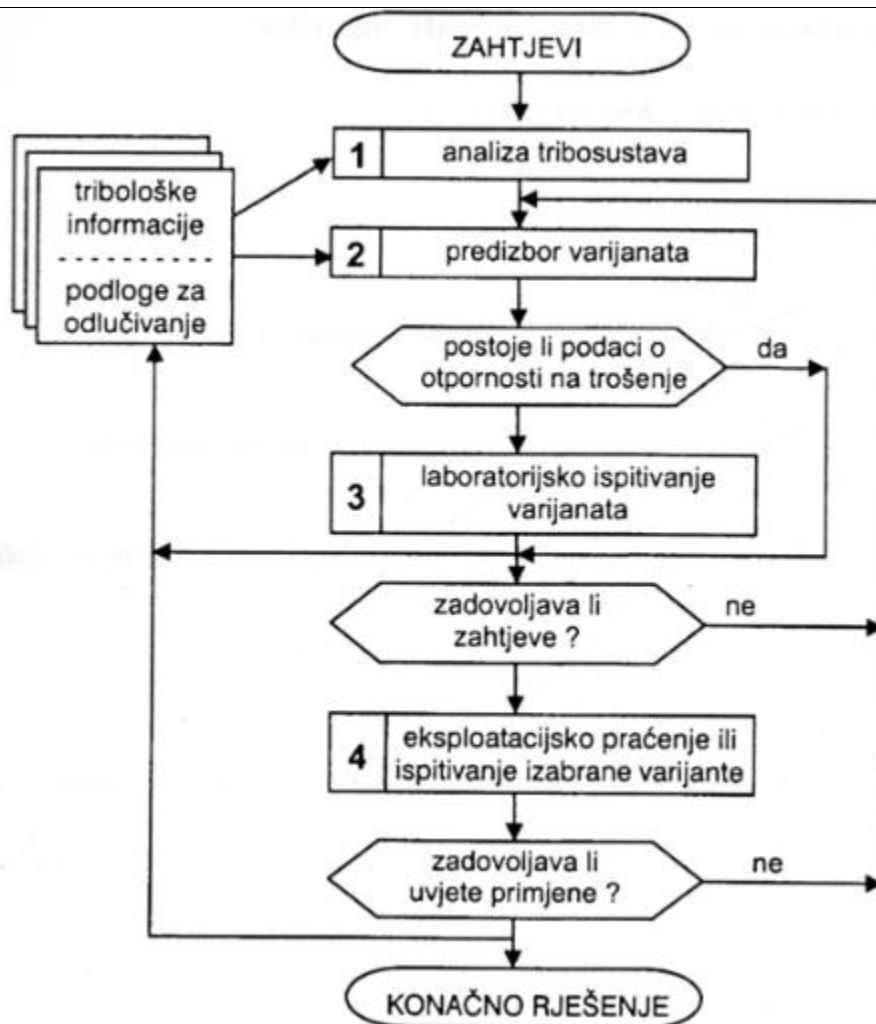 ZAHTJEVI
1
analiza tribosustava
tribološke
informacije
podloge za
odlučivanje
2
predizbor varijanata
postoje li podaci o
otpornosti na trošenje
da
3
laboratorijsko ispitivanje
varijanata
zadovoljava li
zahtjeve ?
ne
4
eksploatacijsko praćenje ili
ispitivanje izabrane varijante
zadovoljava li
uvjete primjene ?
ne
KONAČNO RJEŠENJE